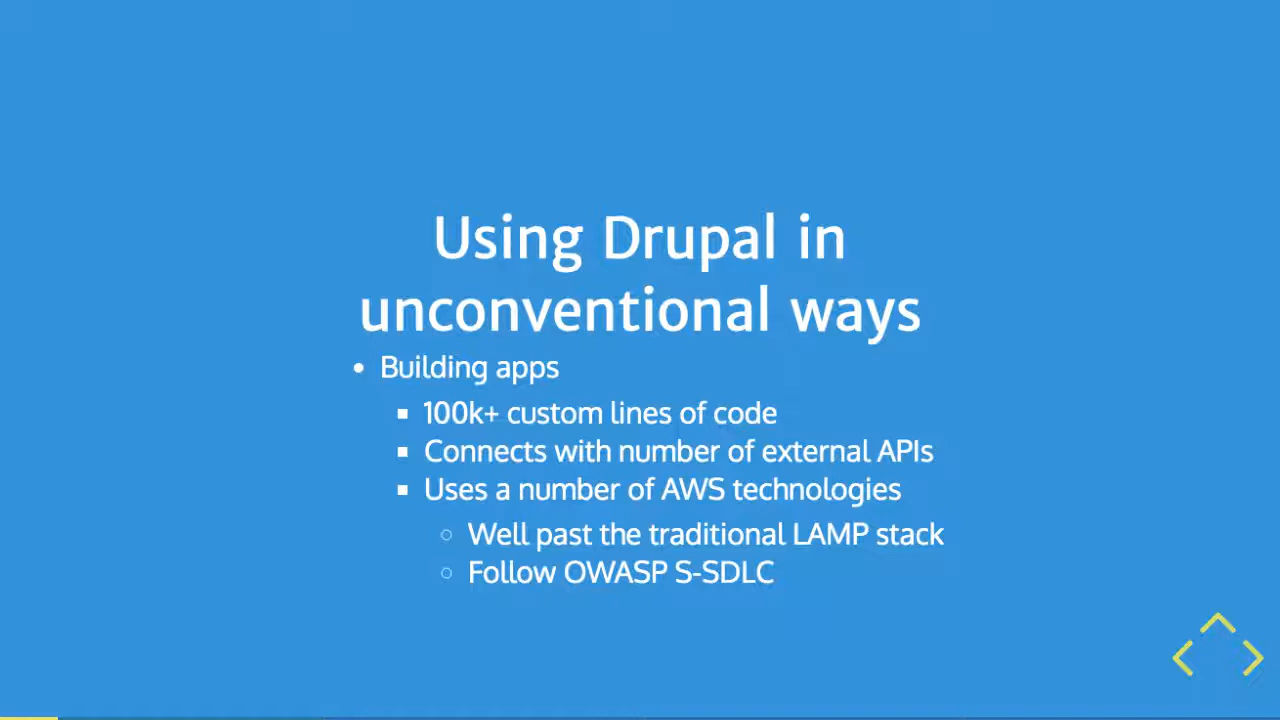 Using Drupal in
unconventional ways
Building apps
100k+ custom lines of code
Connects with number of external APIs
Uses a number of AWS technologies
Well past the traditional LAMP stack
Follow OWASP S-SDLC